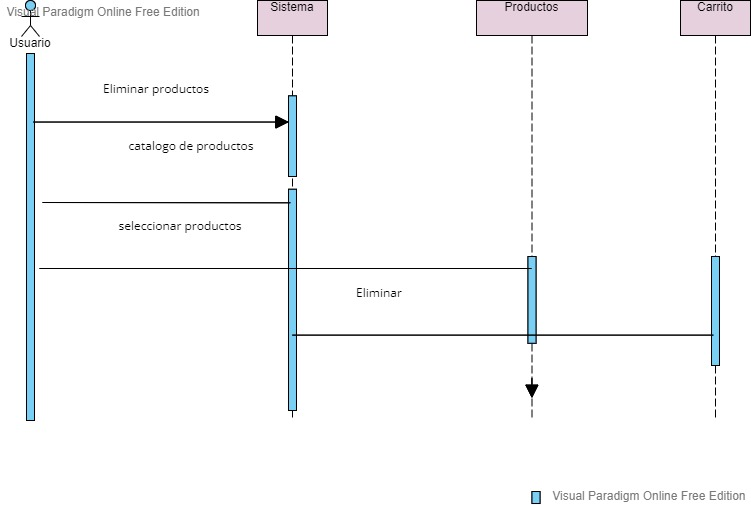 Visual Paradigm Online Free Edition
Sistema
Productos
Carrito
Usuario
Eliminar productos
catalogo de productos
seleccionar productos
Eliminar
Visual Paradigm Online Free Edition